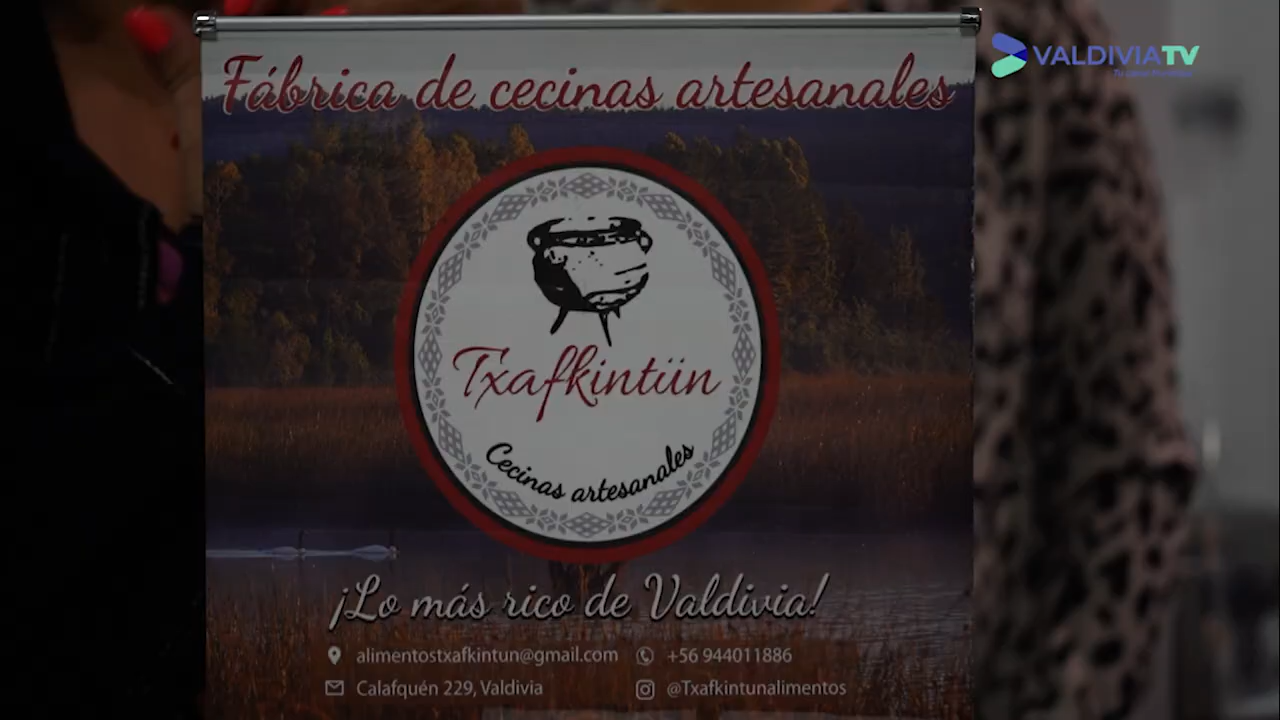 Fábrica de cecinas artesanales
VALDIVIATV
Txafkintün
Cecinas artesanales
¡Lo más rico de Valdivia!
alimentostxafkintun@gmail.com
+56 944011886
Calafquén 229, Valdivia
@Txafkintunalimentos